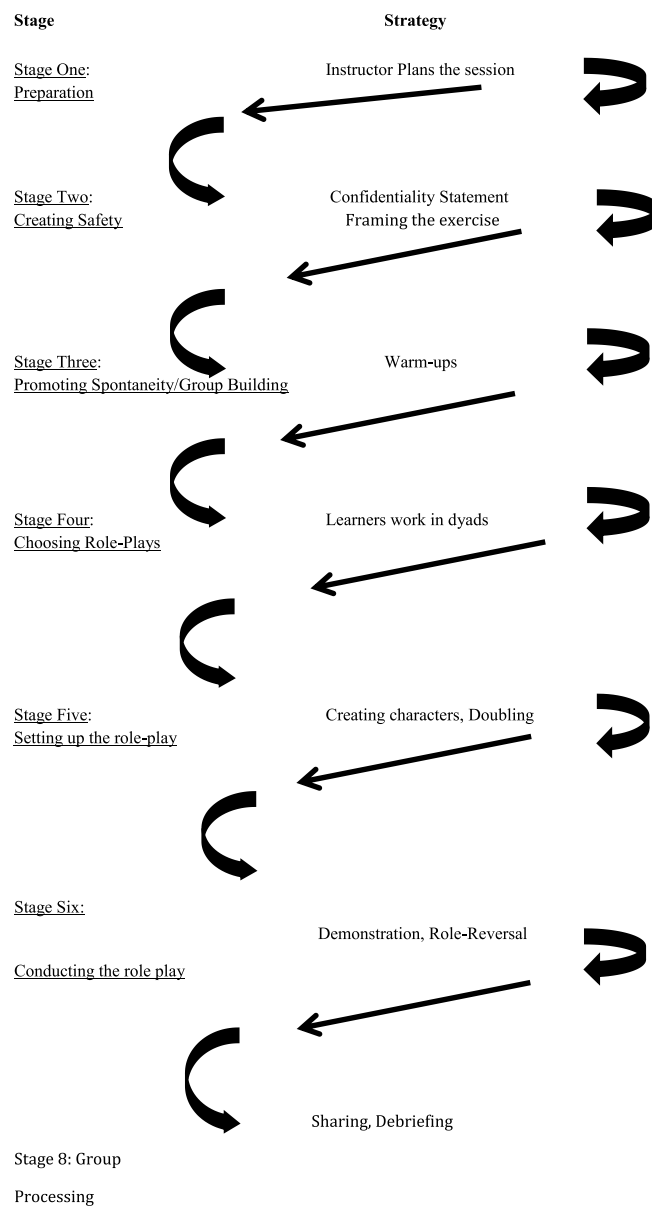 Stage Strategy
Stage One: Instructor Plans the session
Preparation
Stage Two: Confidentiality Statement
Creating Safety Framing the exercise
Stage Three: Warm-ups
Promoting Spontaneity/Group Building
Stage Four: Learners work in dyads
Choosing Role-Plays
Stage Five: Creating characters, Doubling
Setting up the role-play
Stage Six:
Demonstration, Role-Reversal
Conducting the role play
Sharing, Debriefing
Stage 8: Group
Processing